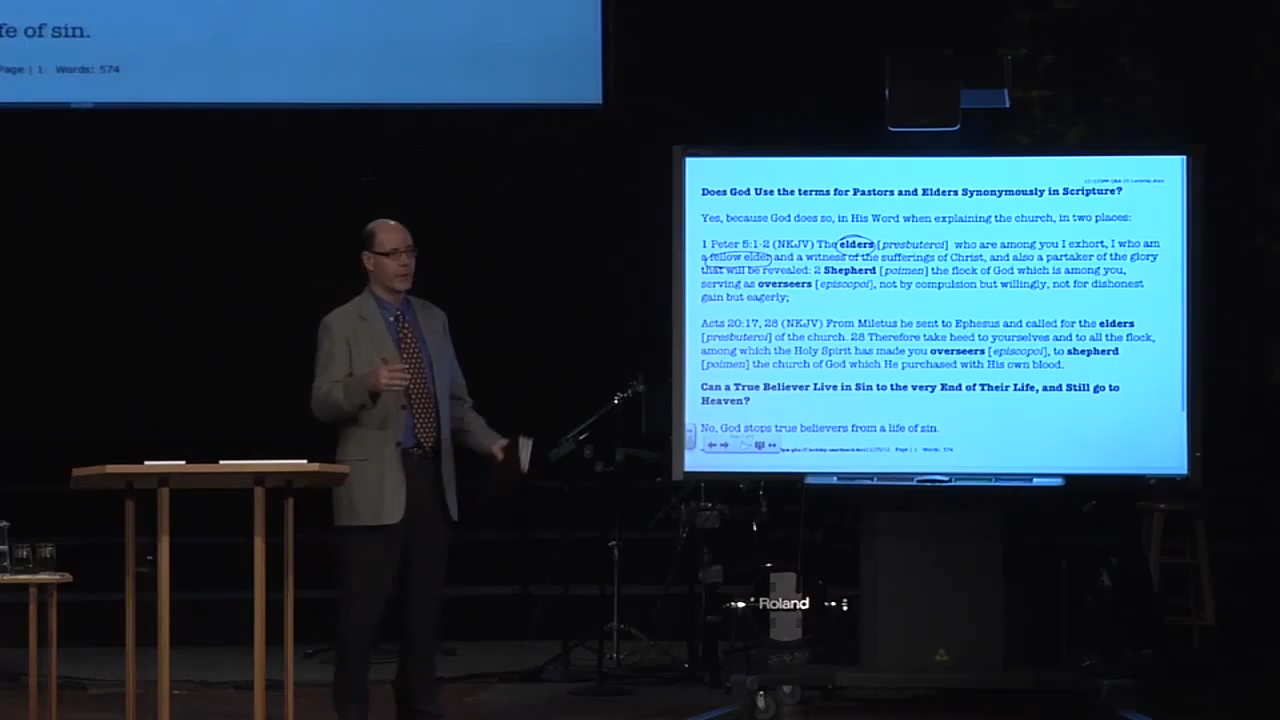 fe of sin.
Page | 1 Words: 574
Does God Use the terms for Pastors and Elders Synonymously in Scripture?
Yes, because God does so, in His Word when explaining the church, in two places:
1 Peter 5:1-2 (NKJV) The elders [presbuteroi] who are among you I exhort, I who am
a fellow elder and a witness of the sufferings of Christ, and also a partaker of the glory
that will be revealed: 2 Shepherd [poimen] the flock of God which is among you,
serving as overseers [episcopoi], not by compulsion but willingly, not for dishonest
gain but eagerly;
Acts 20:17, 28 (NKJV) From Miletus he sent to Ephesus and called for the elders
[presbuteroi] of the church. 28 Therefore take heed to yourselves and to all the flock,
among which the Holy Spirit has made you overseers [episcopoi], to shepherd
[poimen] the church of God which He purchased with His own blood.
Can a True Believer Live in Sin to the very End of Their Life, and Still go to
Heaven?
No, God stops true believers from a life of sin.
Page | 1 Words: 574
Roland